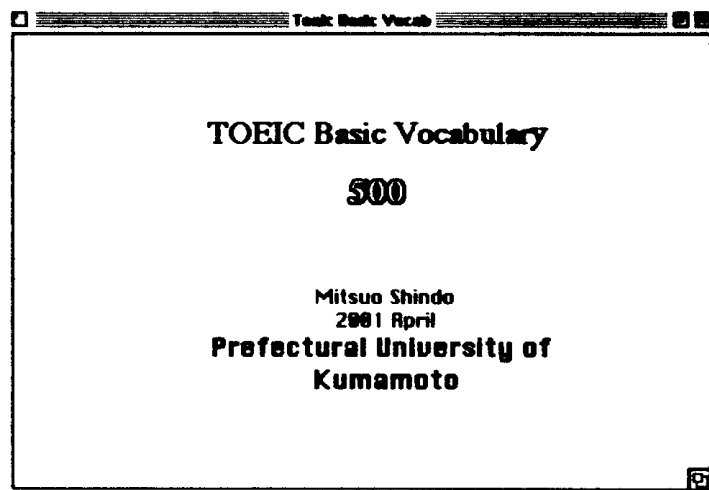 Toeic Basic Vocab
TOEIC Basic Vocabulary
500
Mitsuo Shindo
2001 April
Prefectural University of
Kumamoto